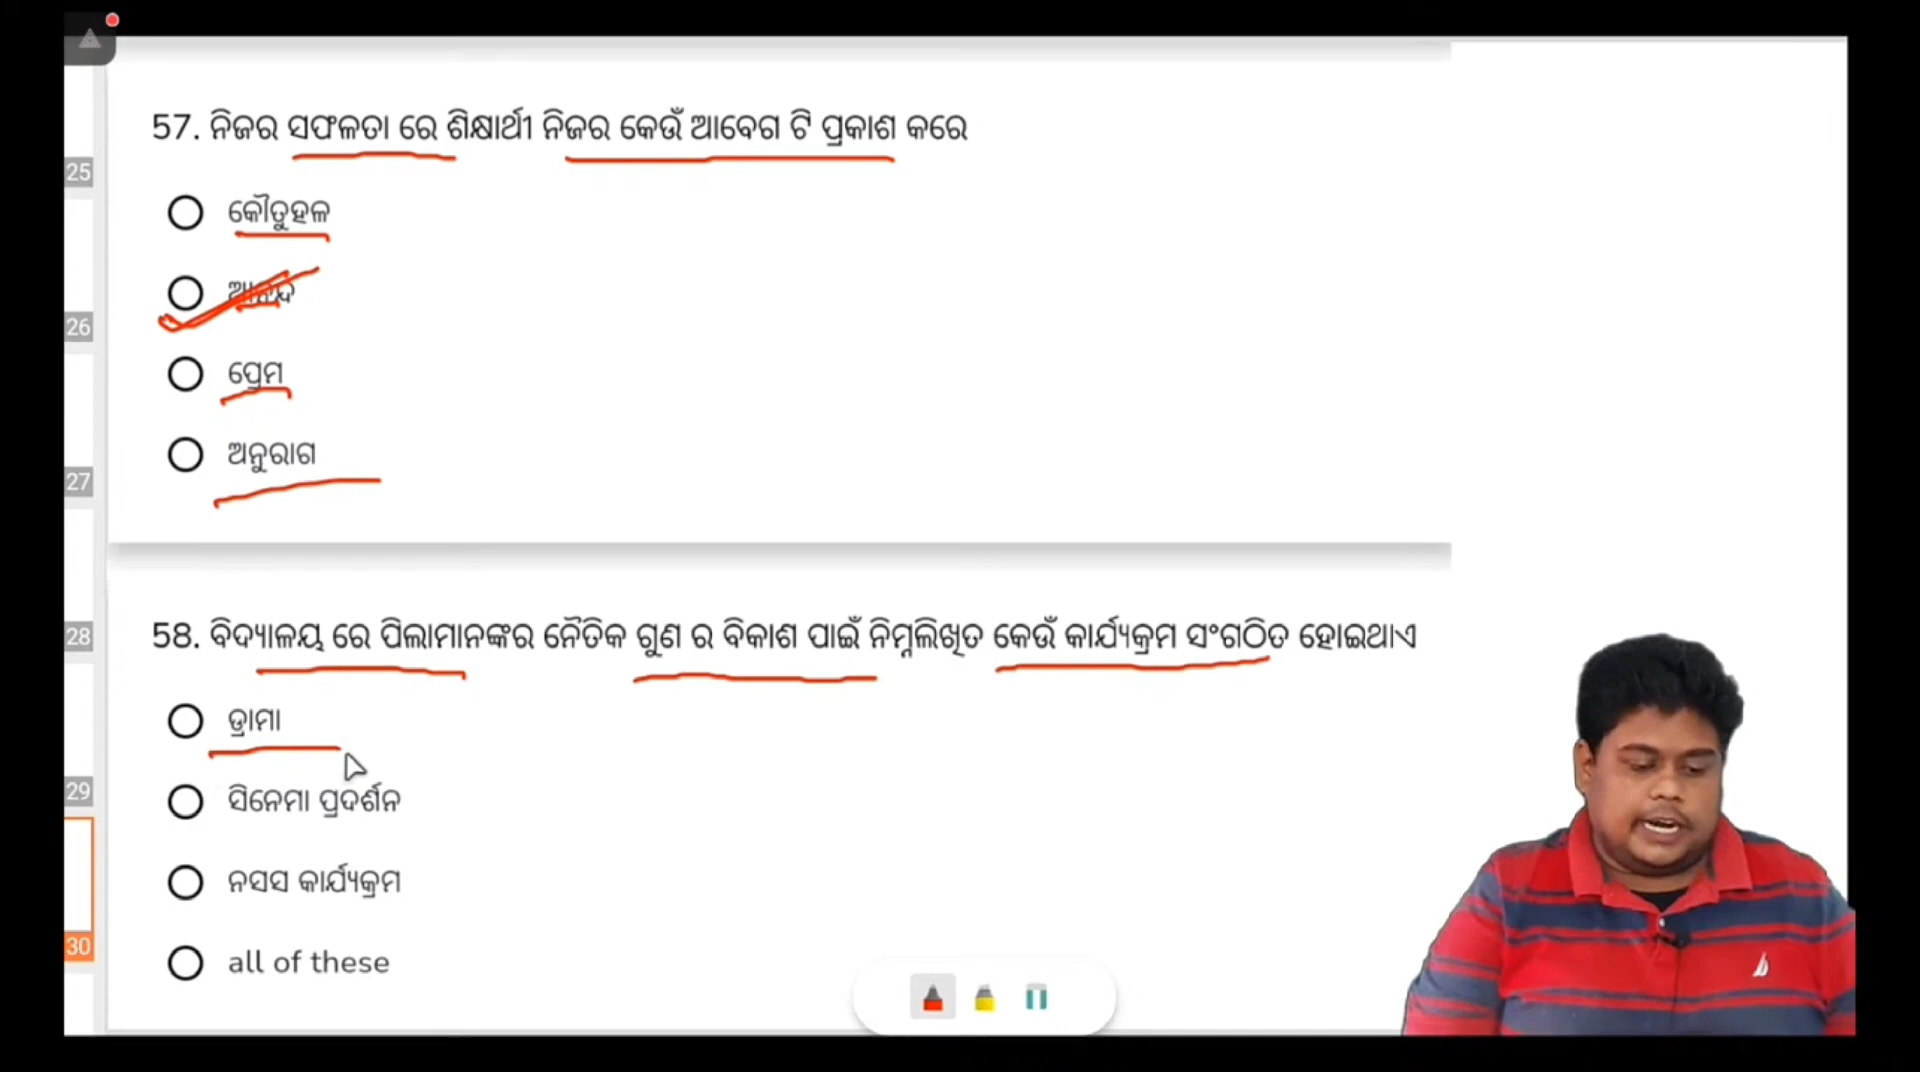 57. ନିଜର ସଫଳତା ରେ ଶିକ୍ଷାର୍ଥୀ ନିଜର କେଉଁ ଆବେଗ ଟି ପ୍ରକାଶ କରେ
25
କୌତୁହଳ
26
ଆନନ୍ଦ
ପ୍ରେମ
ଅନୁରାଗ
27
58. ବିଦ୍ୟାଳୟ ରେ ପିଲାମାନଙ୍କର ନୈତିକ ଗୁଣ ର ବିକାଶ ପାଇଁ ନିମ୍ନଲିଖିତ କେଉଁ କାର୍ଯ୍ୟକ୍ରମ ସଂଗଠିତ ହୋଇଥାଏ
28
ଡ୍ରାମା
29
ସିନେମା ପ୍ରଦର୍ଶନ
ନସସ କାର୍ଯ୍ୟକ୍ରମ
30
all of these